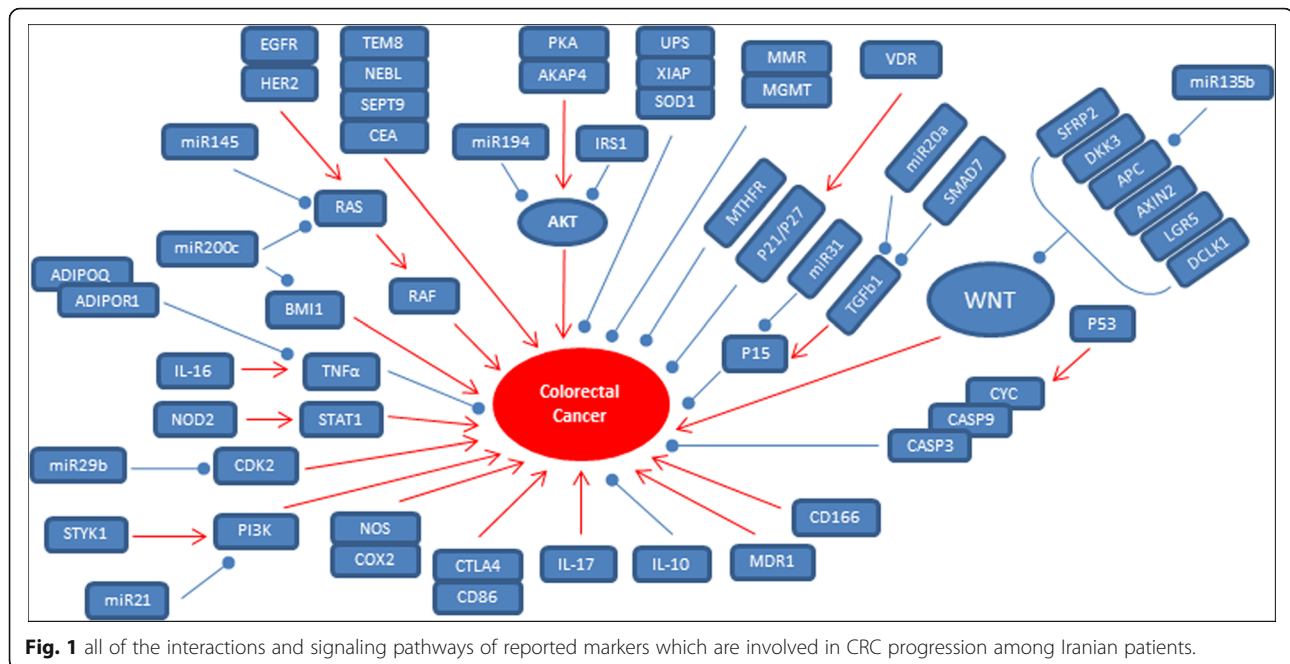 EGFR
HER2
TEM8
NEBL
SEPT9
CEA
PKA
AKAP4
UPS
XIAP
SOD1
MMR
MGMT
VDR
miR135b
miR145
miR194
IRS1
SFRP2
DKK3
APC
AXIN2
LGR5
DCLK1
miR20a
SMAD7
MTHFR
P21/P27
miR31
TGFb1
RAS
AKT
miR200c
ADIPOQ
ADIPOR1
BMI1
RAF
WNT
P53
P15
IL-16
TNFα
Colorectal
Cancer
CYC
CASP9
CASP3
NOD2
STAT1
miR29b
CDK2
CD166
STYK1
PI3K
NOS
COX2
CTLA4
CD86
IL-17
IL-10
MDR1
miR21
Fig. 1 all of the interactions and signaling pathways of reported markers which are involved in CRC progression among Iranian patients.